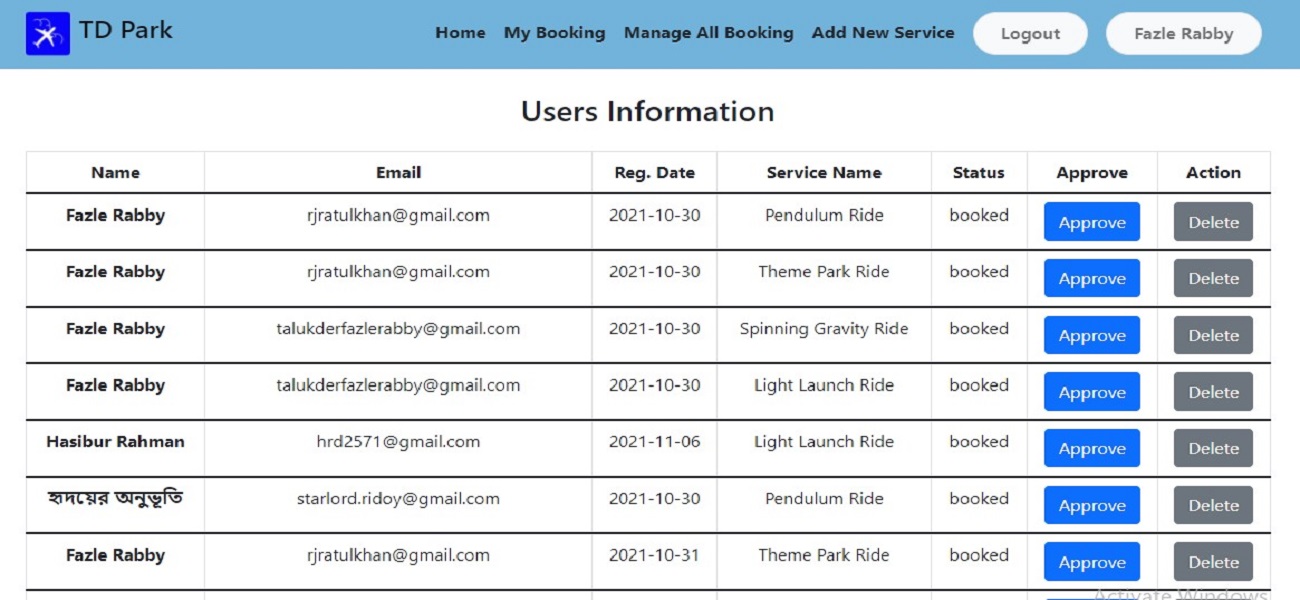 TD Park Home My Booking Manage All Booking Add New Service Logout Fazle Rabby
Users Information
Name Email Reg. Date Service Name Status Approve Action
Fazle Rabby rjratulkhan@gmail.com 2021-10-30 Pendulum Ride booked Approve Delete
Fazle Rabby rjratulkhan@gmail.com 2021-10-30 Theme Park Ride booked Approve Delete
Fazle Rabby talukderfazlerabby@gmail.com 2021-10-30 Spinning Gravity Ride booked Approve Delete
Fazle Rabby talukderfazlerabby@gmail.com 2021-10-30 Light Launch Ride booked Approve Delete
Hasibur Rahman hrd2571@gmail.com 2021-11-06 Light Launch Ride booked Approve Delete
হৃদয়ের অনুভূতি starlord.ridoy@gmail.com 2021-10-30 Pendulum Ride booked Approve Delete
Fazle Rabby rjratulkhan@gmail.com 2021-10-31 Theme Park Ride booked Approve Delete
Activate Windows